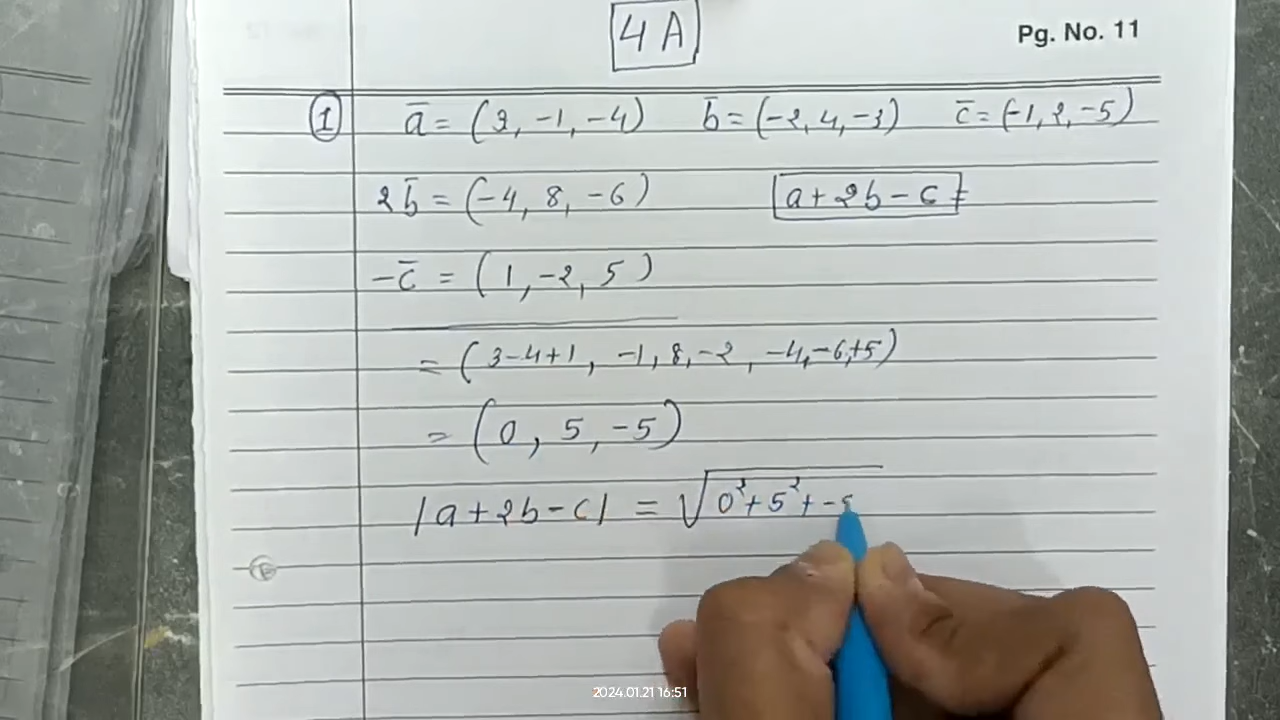 4A
Pg. No. 11
① a̅ = (3, -1, -4) b̅ = (-2, 4, -3) c̅ = (-1, 2, -5)
2b̅ = (-4, 8, -6) a+2b-c =
-c̅ = (1, -2, 5)
= (3-4+1, -1, 8, -2, -4, -6, +5)
= (0, 5, -5)
|a+2b-c| = √0²+5²+-5
2024.01.21 16:51